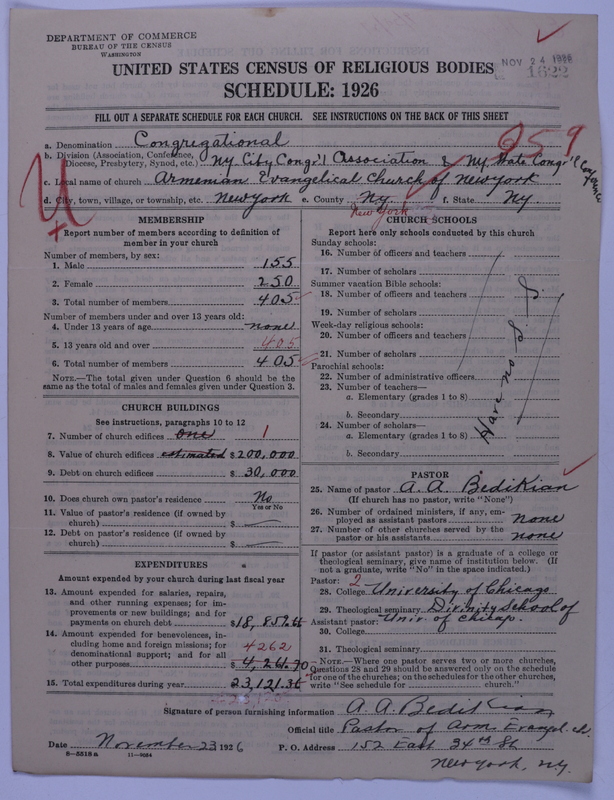 DEPARTMENT OF COMMERCE
BUREAU OF THE CENSUS
WASHINGTON
NOV 24 1926
1622
UNITED STATES CENSUS OF RELIGIOUS BODIES
SCHEDULE: 1926
FILL OUT A SEPARATE SCHEDULE FOR EACH CHURCH. SEE INSTRUCTIONS ON THE BACK OF THIS SHEET
259
a. Denomination Congregational
b. Division (Association, Conference, Diocese, Presbytery, Synod, etc.) NY City Congr'l Association & NY State Congr'l Conference
c. Local name of church Armenian Evangelical Church of New York
d. City, town, village, or township, etc. New York e. County NY. f. State NY.
New York
MEMBERSHIP
Report number of members according to definition of
member in your church
Number of members, by sex:
1. Male 155
2. Female 250
3. Total number of members 405
Number of members under and over 13 years old:
4. Under 13 years of age none
5. 13 years old and over 405
6. Total number of members 405
NOTE.—The total given under Question 6 should be the
same as the total of males and females given under Question 3.
CHURCH BUILDINGS
See instructions, paragraphs 10 to 12
7. Number of church edifices One 1
8. Value of church edifices estimated $ 200,000
9. Debt on church edifices $ 30,000
10. Does church own pastor's residence No
Yes or No
11. Value of pastor's residence (if owned by
church) $
12. Debt on pastor's residence (if owned by
church) $
EXPENDITURES
Amount expended by your church during last fiscal year
13. Amount expended for salaries, repairs,
and other running expenses; for im-
provements or new buildings; and for
payments on church debt $ 18,859.66
14. Amount expended for benevolences, in-
cluding home and foreign missions; for
denominational support; and for all
other purposes $ 4,261.70
4262
15. Total expenditures during year 23,121.36
CHURCH SCHOOLS
Report here only schools conducted by this church
Sunday schools:
16. Number of officers and teachers
17. Number of scholars
Summer vacation Bible schools:
18. Number of officers and teachers
19. Number of scholars
Week-day religious schools:
20. Number of officers and teachers
21. Number of scholars
Parochial schools:
22. Number of administrative officers
23. Number of teachers—
a. Elementary (grades 1 to 8)
b. Secondary
24. Number of scholars—
a. Elementary (grades 1 to 8)
b. Secondary
Have no S S
PASTOR
25. Name of pastor A. A. Bedikian
(If church has no pastor, write "None")
26. Number of ordained ministers, if any, em-
ployed as assistant pastors none
27. Number of other churches served by the
pastor or his assistants none
If pastor (or assistant pastor) is a graduate of a college or
theological seminary, give name of institution below. (If
not a graduate, write "No" in the space indicated.)
Pastor: 2
28. College University of Chicago
29. Theological seminary Divinity School of
Assistant pastor: Univ. of Chicago.
30. College
31. Theological seminary
NOTE.—Where one pastor serves two or more churches,
Questions 28 and 29 should be answered only on the schedule
for one of the churches; on the schedules for the other churches,
write "See schedule for church."
Signature of person furnishing information A. A. Bedikian
Official title Pastor of Arm. Evangel. ch.
Date November 23, 1926 P. O. Address 152 East 34th St
8-5518a 11-9064
New York, NY.